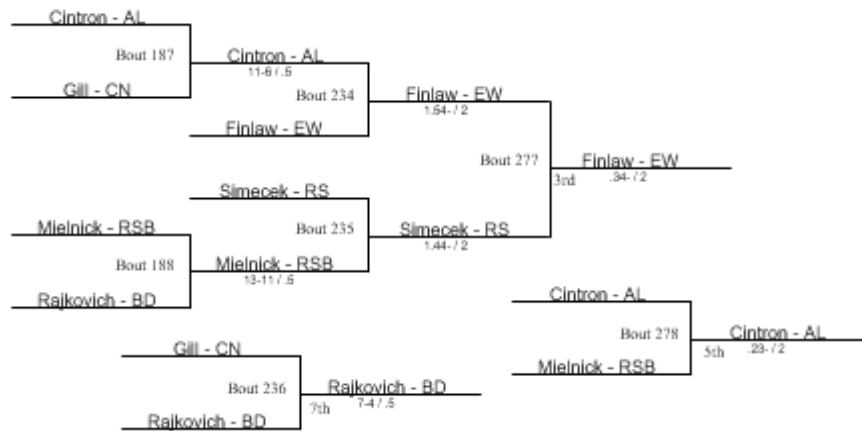 Cintron - AL
Bout 187
Gill - CN
Cintron - AL
11-6 / .5
Bout 234
Finlaw - EW
Finlaw - EW
1.54- / 2
Bout 277
Finlaw - EW
.34- / 2
3rd
Simecek - RS
Bout 235
Mielnick - RSB
Bout 188
Mielnick - RSB
13-11 / .5
Rajkovich - BD
Simecek - RS
1.44- / 2
Cintron - AL
Bout 278
Mielnick - RSB
Cintron - AL
.23- / 2
5th
Gill - CN
Bout 236
Rajkovich - BD
Rajkovich - BD
7-4 / .5
7th